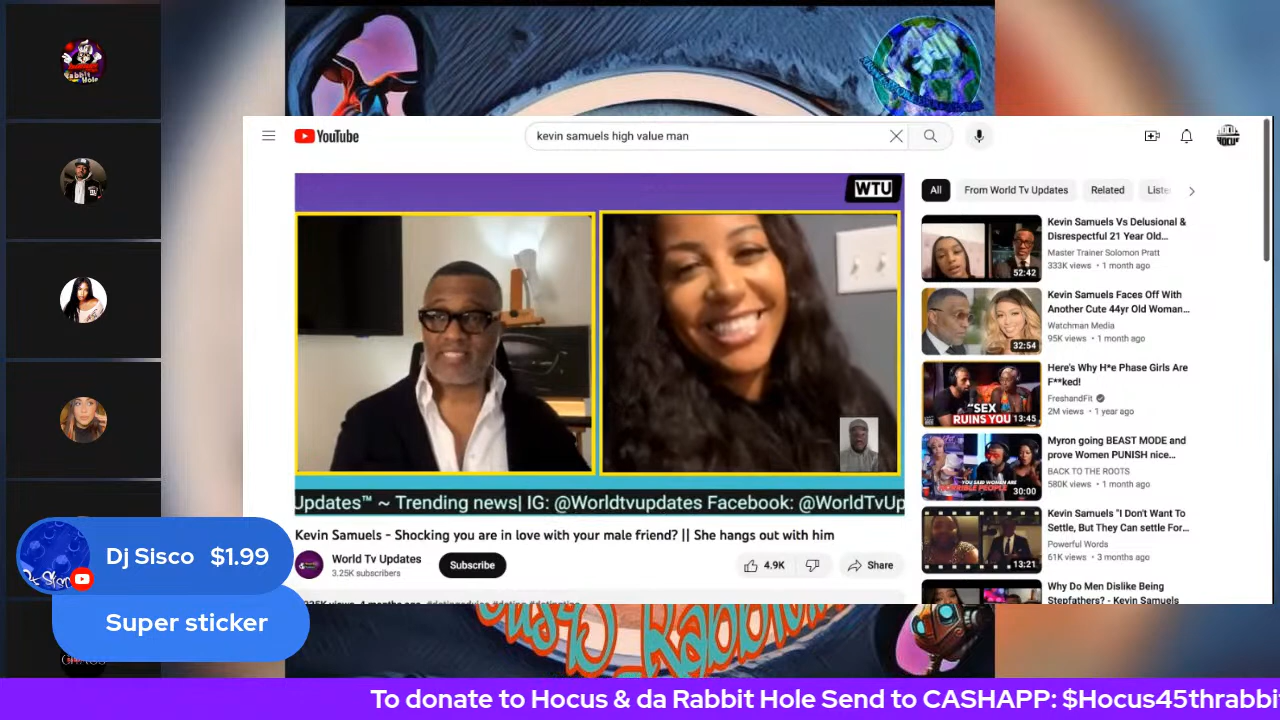 YouTube
kevin samuels high value man
WTU
All
From World Tv Updates
Related
Kevin Samuels Vs Delusional &
Disrespectful 21 Year Old...
Master Trainer Solomon Pratt
333K views • 1 month ago
52:42
Kevin Samuels Faces Off With
Another Cute 44yr Old Woman...
Watchman Media
95K views • 1 month ago
32:54
Here's Why H*e Phase Girls Are
F**ked!
FreshandFit
2M views • 1 year ago
"SEX
RUINS YOU
13:45
Myron going BEAST MODE and
prove Women PUNISH nice...
BACK TO THE ROOTS
580K views • 1 month ago
YOU SAID WOMEN ARE
HORRIBLE PEOPLE
30:00
Kevin Samuels "I Don't Want To
Settle, But They Can settle For...
Powerful Words
61K views • 3 months ago
13:21
Why Do Men Dislike Being
Stepfathers? - Kevin Samuels
Updates™ ~ Trending news| IG: @Worldtvupdates Facebook: @WorldTvUp
Kevin Samuels - Shocking you are in love with your male friend? || She hangs out with him
World Tv Updates
3.25K subscribers
Subscribe
4.9K
Share
Dj Sisco $1.99
Super sticker
To donate to Hocus & da Rabbit Hole Send to CASHAPP: $Hocus45thrabbi